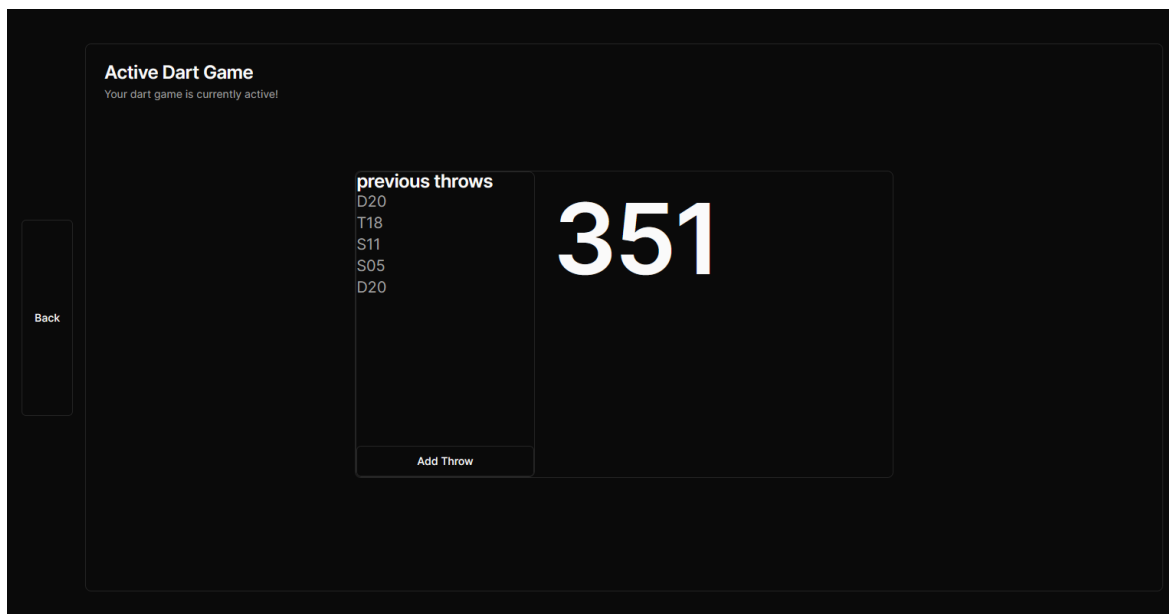 Active Dart Game
Your dart game is currently active!
Back
previous throws
D20
T18
S11
S05
D20
Add Throw
351